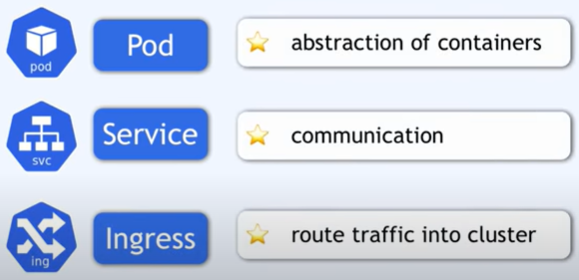 pod
Pod
abstraction of containers
svc
Service
communication
ing
Ingress
route traffic into cluster